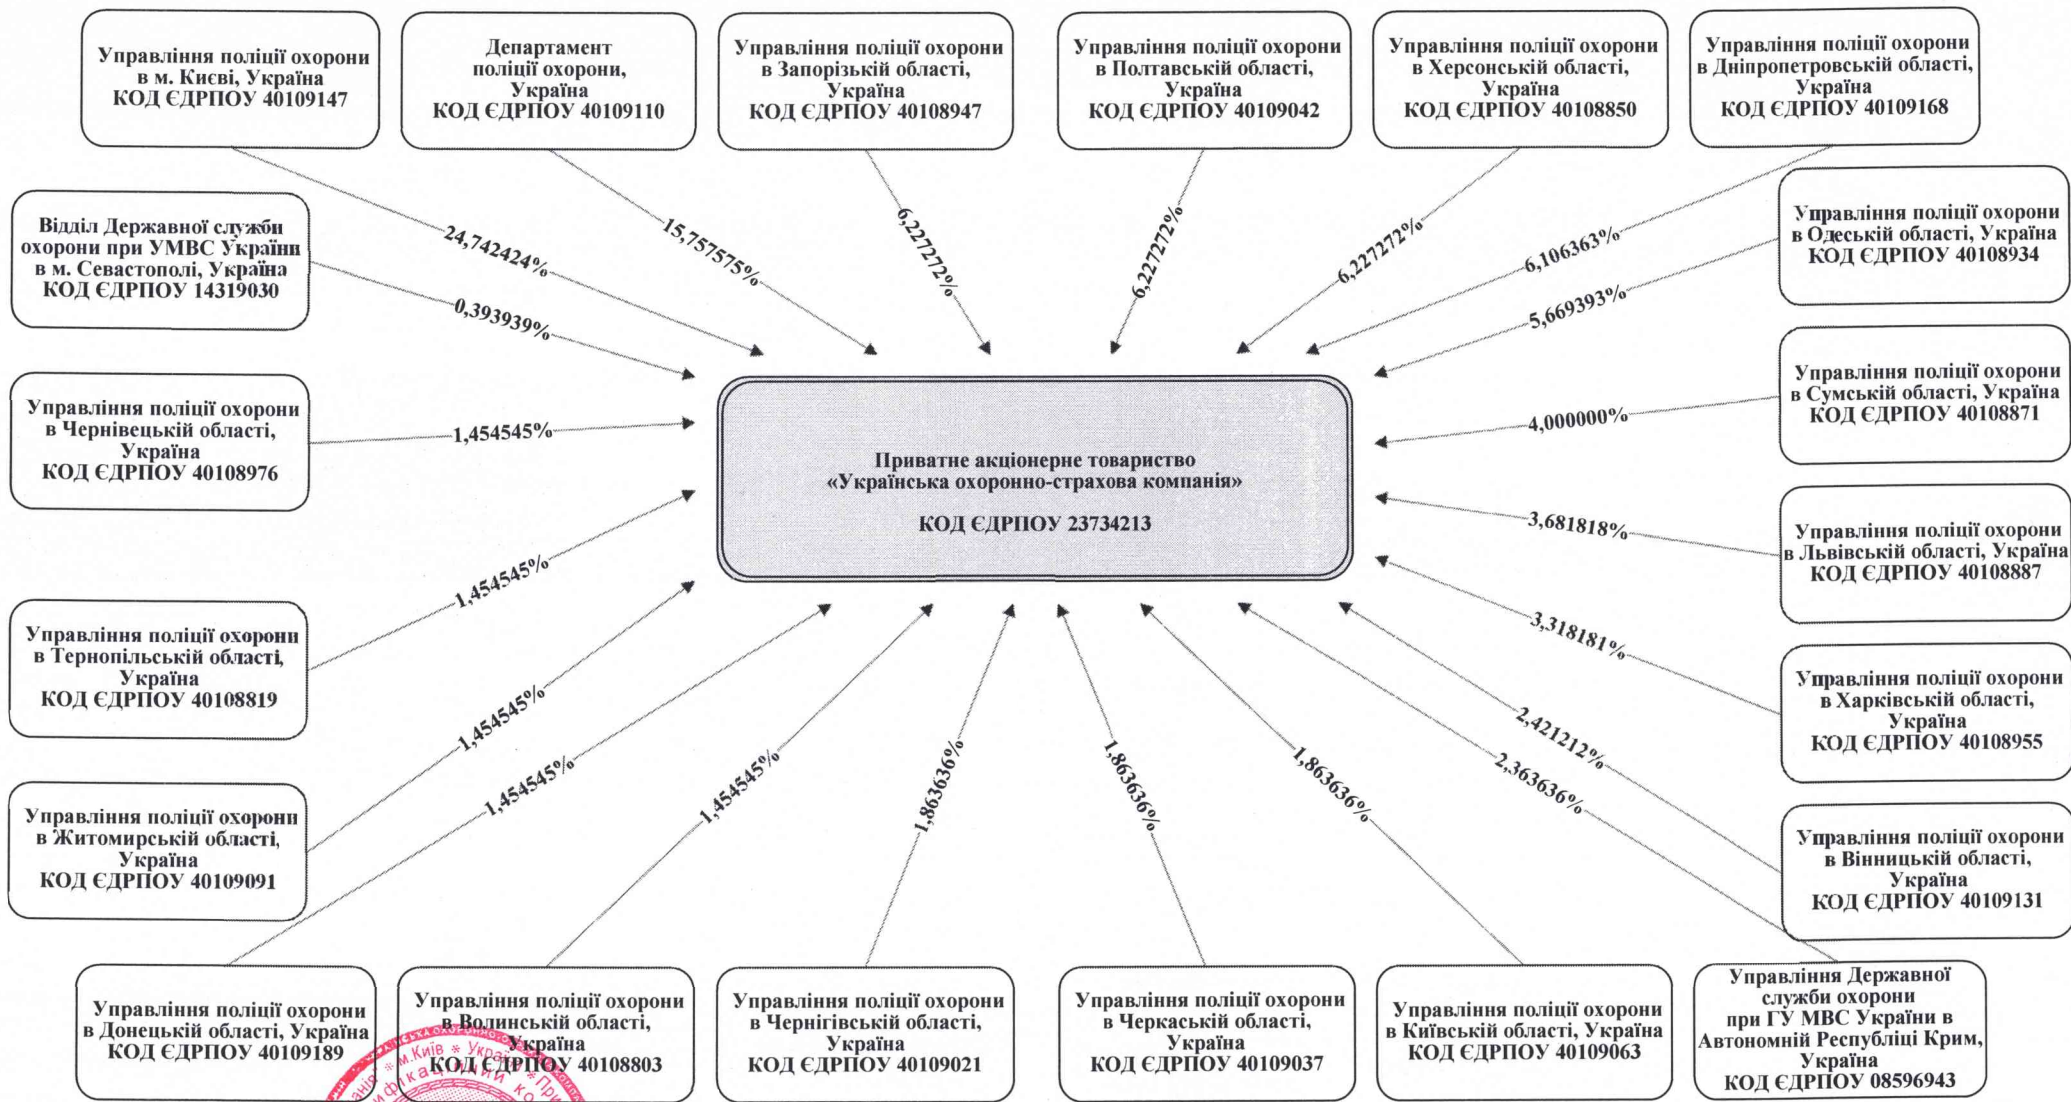 Управління поліції охорони
в м. Києві, Україна
КОД ЄДРПОУ 40109147
Департамент
поліції охорони,
Україна
КОД ЄДРПОУ 40109110
Управління поліції охорони
в Запорізькій області,
Україна
КОД ЄДРПОУ 40108947
Управління поліції охорони
в Полтавській області,
Україна
КОД ЄДРПОУ 40109042
Управління поліції охорони
в Херсонській області,
Україна
КОД ЄДРПОУ 40108850
Управління поліції охорони
в Дніпропетровській області,
Україна
КОД ЄДРПОУ 40109168
Відділ Державної служби
охорони при УМВС України
в м. Севастополі, Україна
КОД ЄДРПОУ 14319030
24,742424%
15,757575%
6,227272%
6,227272%
6,227272%
6,106363%
Управління поліції охорони
в Одеській області, Україна
КОД ЄДРПОУ 40108934
0,393939%
5,669393%
Управління поліції охорони
в Чернівецькій області,
Україна
КОД ЄДРПОУ 40108976
1,454545%
Приватне акціонерне товариство
«Українська охоронно-страхова компанія»
КОД ЄДРПОУ 23734213
4,000000%
Управління поліції охорони
в Сумській області, Україна
КОД ЄДРПОУ 40108871
3,681818%
Управління поліції охорони
в Львівській області, Україна
КОД ЄДРПОУ 40108887
Управління поліції охорони
в Тернопільській області,
Україна
КОД ЄДРПОУ 40108819
1,454545%
3,318181%
Управління поліції охорони
в Харківській області,
Україна
КОД ЄДРПОУ 40108955
Управління поліції охорони
в Житомирській області,
Україна
КОД ЄДРПОУ 40109091
1,454545%
1,454545%
1,454545%
1,863636%
1,863636%
1,863636%
2,421212%
2,363636%
Управління поліції охорони
в Вінницькій області,
Україна
КОД ЄДРПОУ 40109131
Управління поліції охорони
в Донецькій області, Україна
КОД ЄДРПОУ 40109189
Управління поліції охорони
в Волинській області,
Україна
КОД ЄДРПОУ 40108803
Управління поліції охорони
в Чернігівській області,
Україна
КОД ЄДРПОУ 40109021
Управління поліції охорони
в Черкаській області,
Україна
КОД ЄДРПОУ 40109037
Управління поліції охорони
в Київській області, Україна
КОД ЄДРПОУ 40109063
Управління Державної
служби охорони
при ГУ МВС України в
Автономній Республіці Крим,
Україна
КОД ЄДРПОУ 08596943
* м.Київ * Україна *